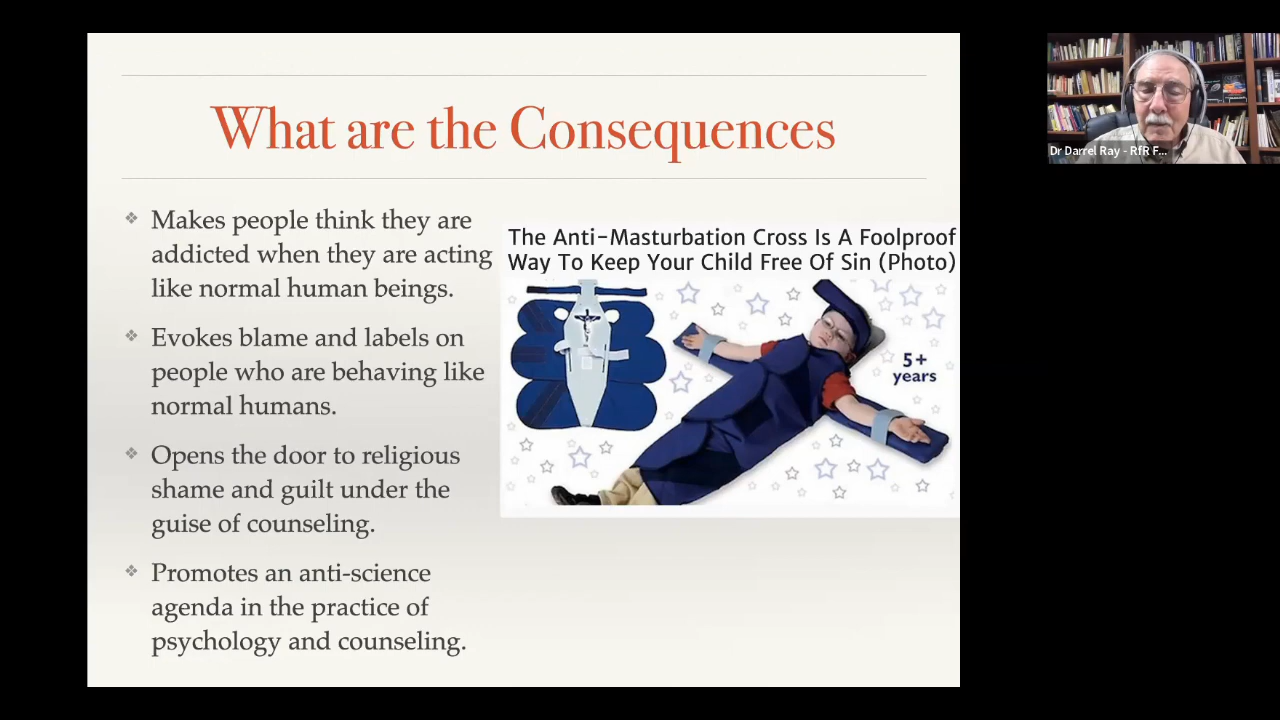 What are the Consequences
Makes people think they are
addicted when they are acting
like normal human beings.
Evokes blame and labels on
people who are behaving like
normal humans.
Opens the door to religious
shame and guilt under the
guise of counseling.
Promotes an anti-science
agenda in the practice of
psychology and counseling.
The Anti-Masturbation Cross Is A Foolproof
Way To Keep Your Child Free Of Sin (Photo)
5+
years
Dr Darrel Ray - RfR F...